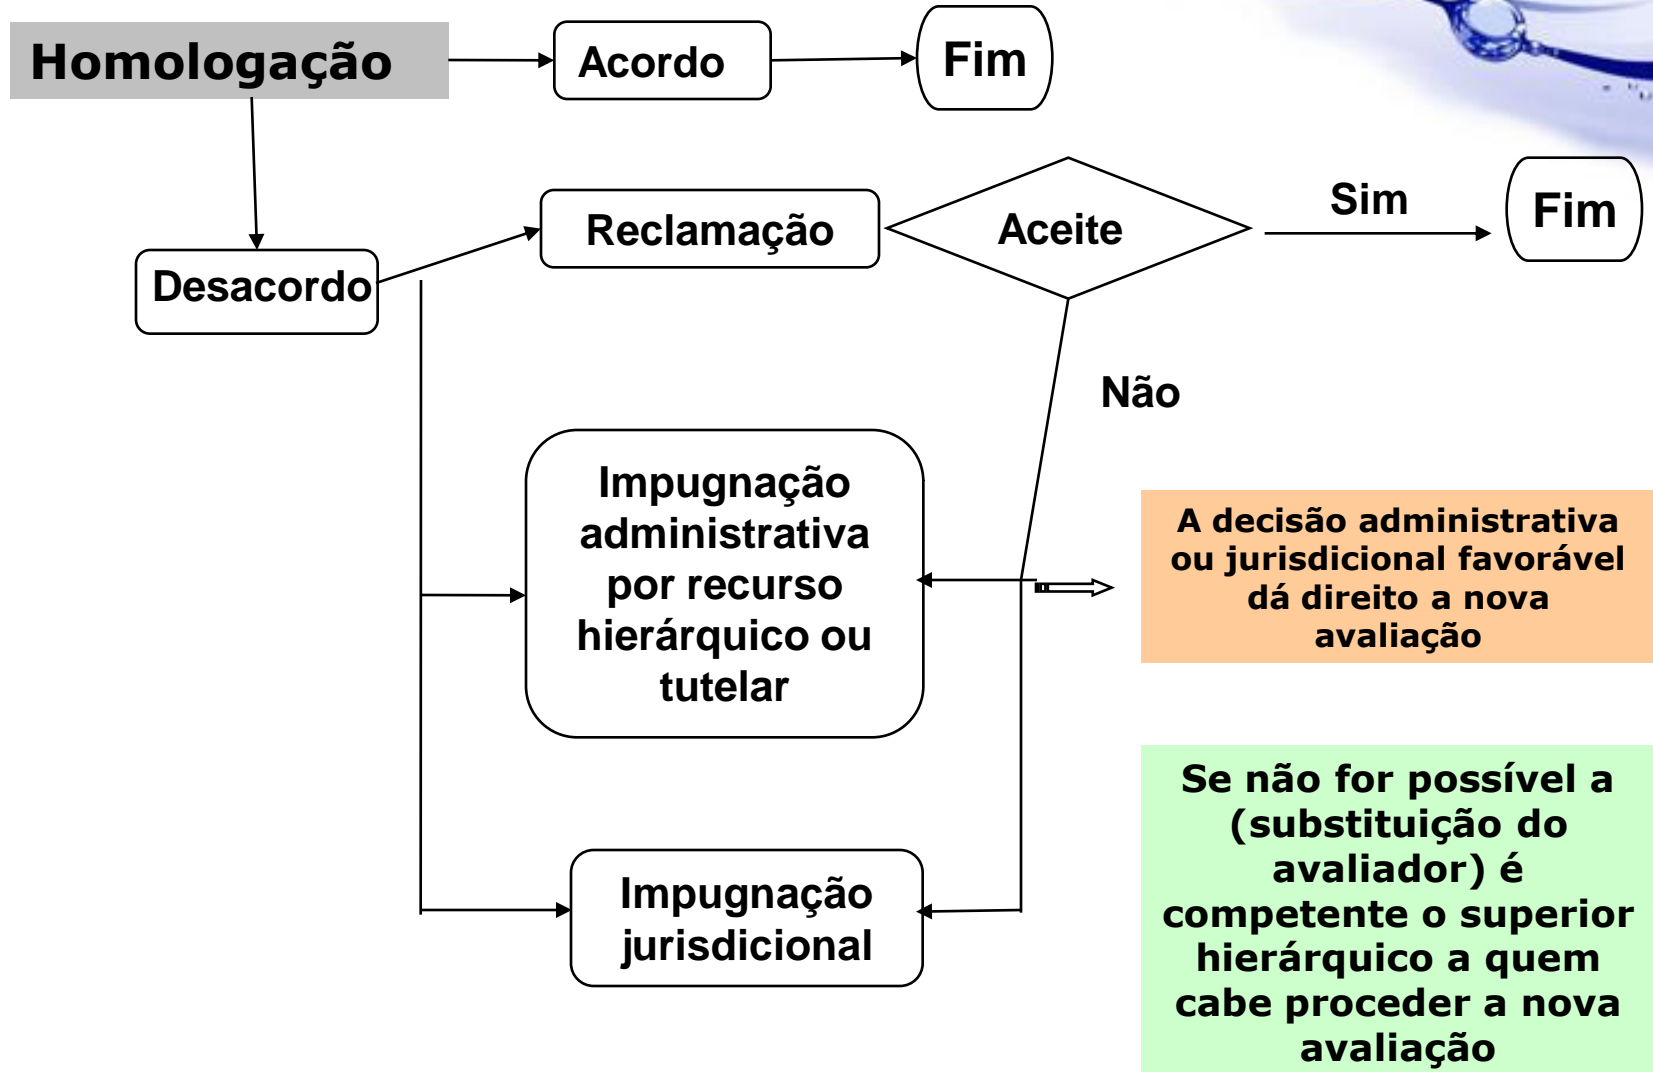 Homologação
Acordo
Fim
Desacordo
Reclamação
Aceite
Sim
Fim
Não
Impugnação
administrativa
por recurso
hierárquico ou
tutelar
A decisão administrativa
ou jurisdicional favorável
dá direito a nova
avaliação
Impugnação
jurisdicional
Se não for possível a
(substituição do
avaliador) é
competente o superior
hierárquico a quem
cabe proceder a nova
avaliação